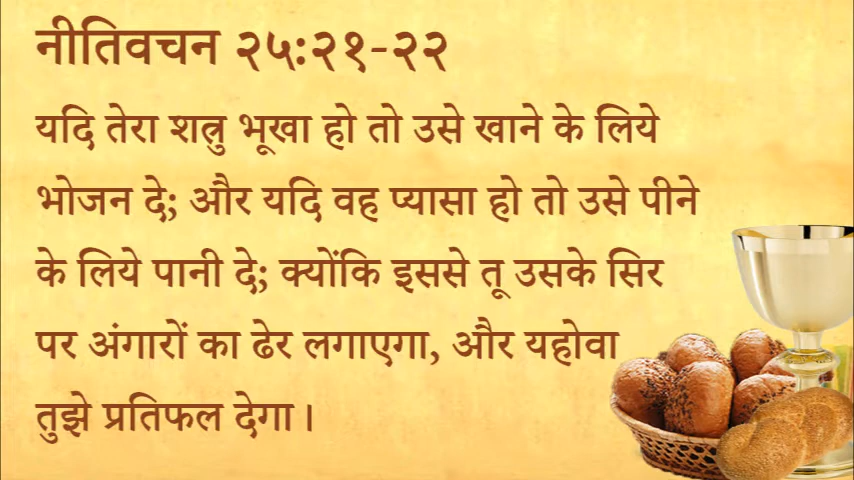 नीतिवचन २५:२१-२२
यदि तेरा शत्रु भूखा हो तो उसे खाने के लिये
भोजन दे; और यदि वह प्यासा हो तो उसे पीने
के लिये पानी दे; क्योंकि इससे तू उसके सिर
पर अंगारों का ढेर लगाएगा, और यहोवा
तुझे प्रतिफल देगा।